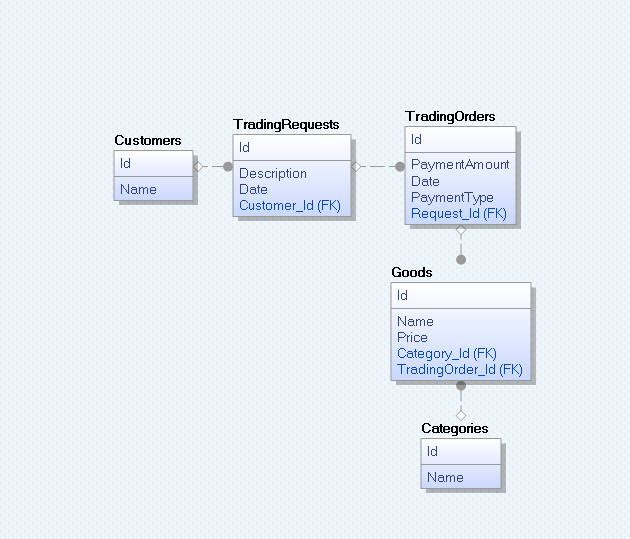 Customers
Id
Name
TradingRequests
Id
Description
Date
Customer_Id (FK)
TradingOrders
Id
PaymentAmount
Date
PaymentType
Request_Id (FK)
Goods
Id
Name
Price
Category_Id (FK)
TradingOrder_Id (FK)
Categories
Id
Name